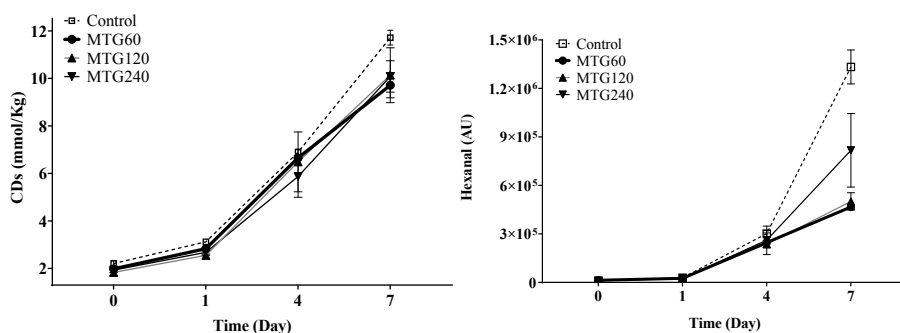 Control
MTG60
MTG120
MTG240
CDs (mmol/Kg)
12
10
8
6
4
2
0 1 4 7
Time (Day)
Control
MTG60
MTG120
MTG240
Hexanal (AU)
1.5×10⁶
1.2×10⁶
9×10⁵
6×10⁵
3×10⁵
0
0 1 4 7
Time (Day)